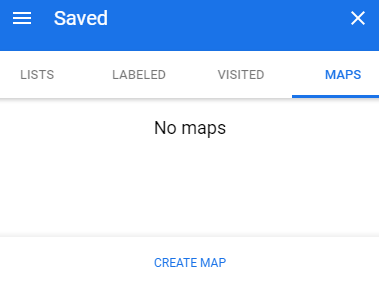 Saved
LISTS LABELED VISITED MAPS
No maps
CREATE MAP